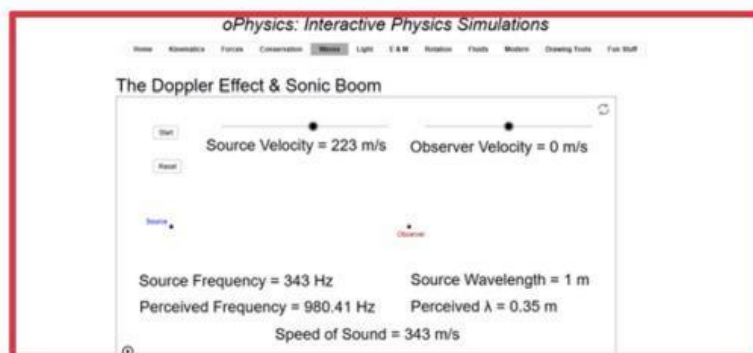 oPhysics: Interactive Physics Simulations
Home Kinematics Forces Conservation Waves Light E & M Rotation Fluids Modern Drawing Tools Fun Stuff
The Doppler Effect & Sonic Boom
Start
Source Velocity = 223 m/s Observer Velocity = 0 m/s
Reset
Source
Observer
Source Frequency = 343 Hz Source Wavelength = 1 m
Perceived Frequency = 980.41 Hz Perceived λ = 0.35 m
Speed of Sound = 343 m/s